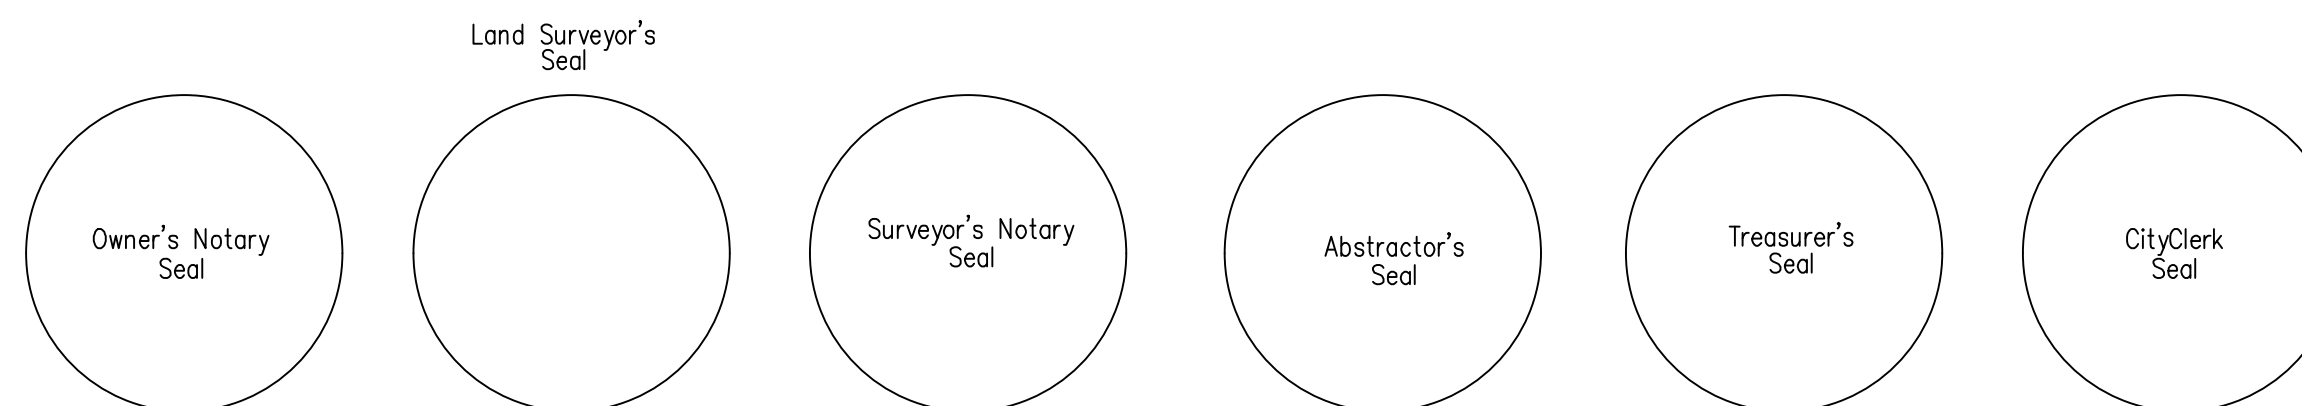 Land Surveyor's
Seal
Owner's Notary
Seal
Surveyor's Notary
Seal
Abstractor's
Seal
Treasurer's
Seal
CityClerk
Seal